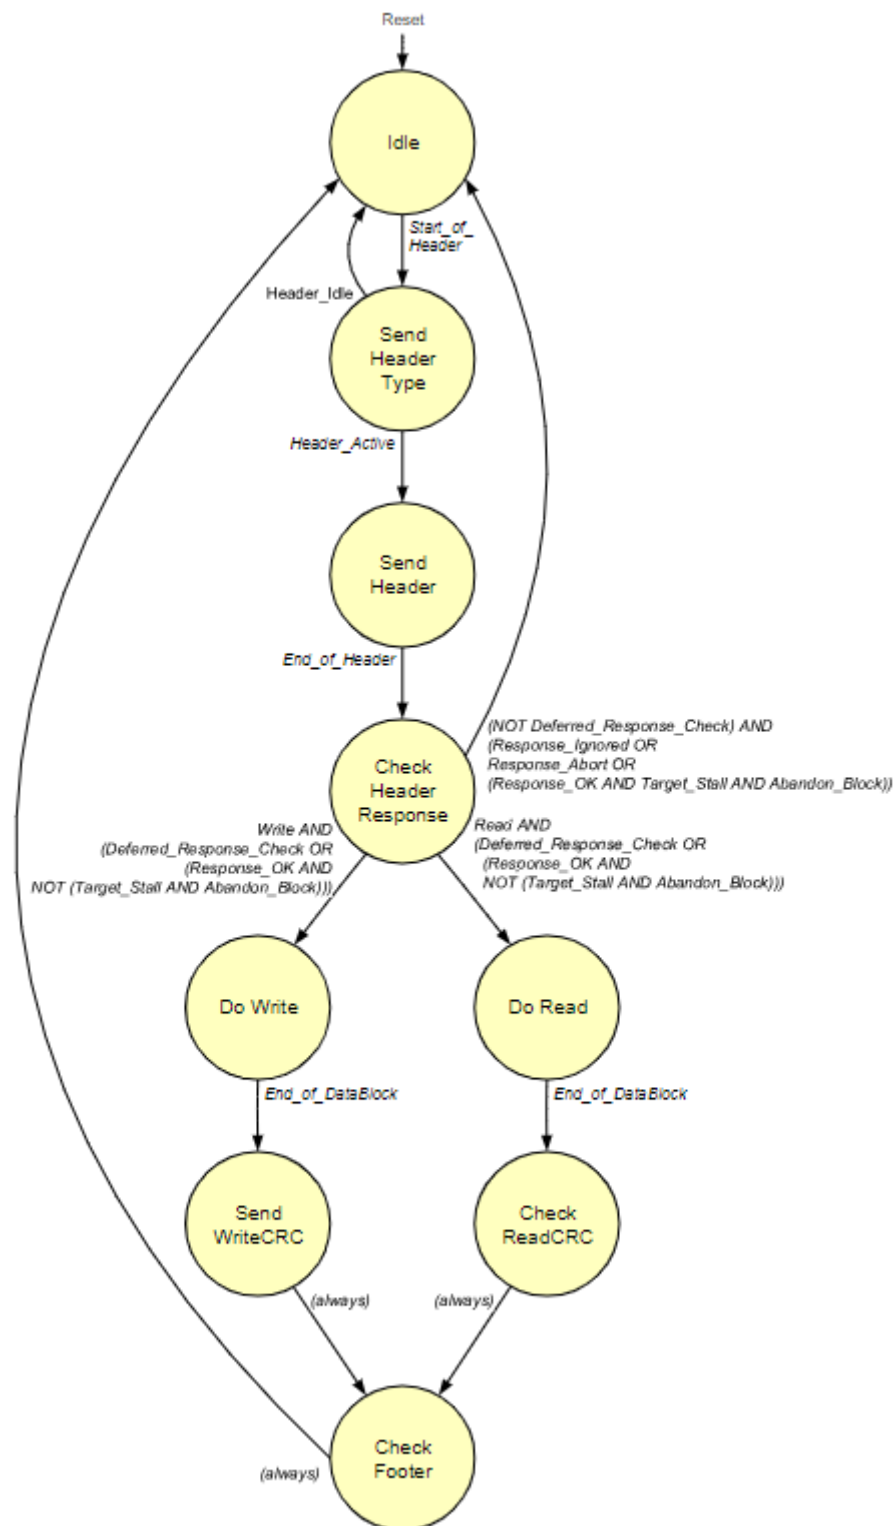 Reset
Idle
Start_of_
Header
Header_Idle
Send
Header
Type
Header_Active
Send
Header
End_of_Header
(NOT Deferred_Response_Check) AND
(Response_Ignored OR
Response_Abort OR
(Response_OK AND Target_Stall AND Abandon_Block))
Check
Header
Response
Write AND
(Deferred_Response_Check OR
(Response_OK AND
NOT (Target_Stall AND Abandon_Block)))
Read AND
(Deferred_Response_Check OR
(Response_OK AND
NOT (Target_Stall AND Abandon_Block)))
Do Write
Do Read
End_of_DataBlock
End_of_DataBlock
Send
WriteCRC
Check
ReadCRC
(always)
(always)
Check
Footer
(always)